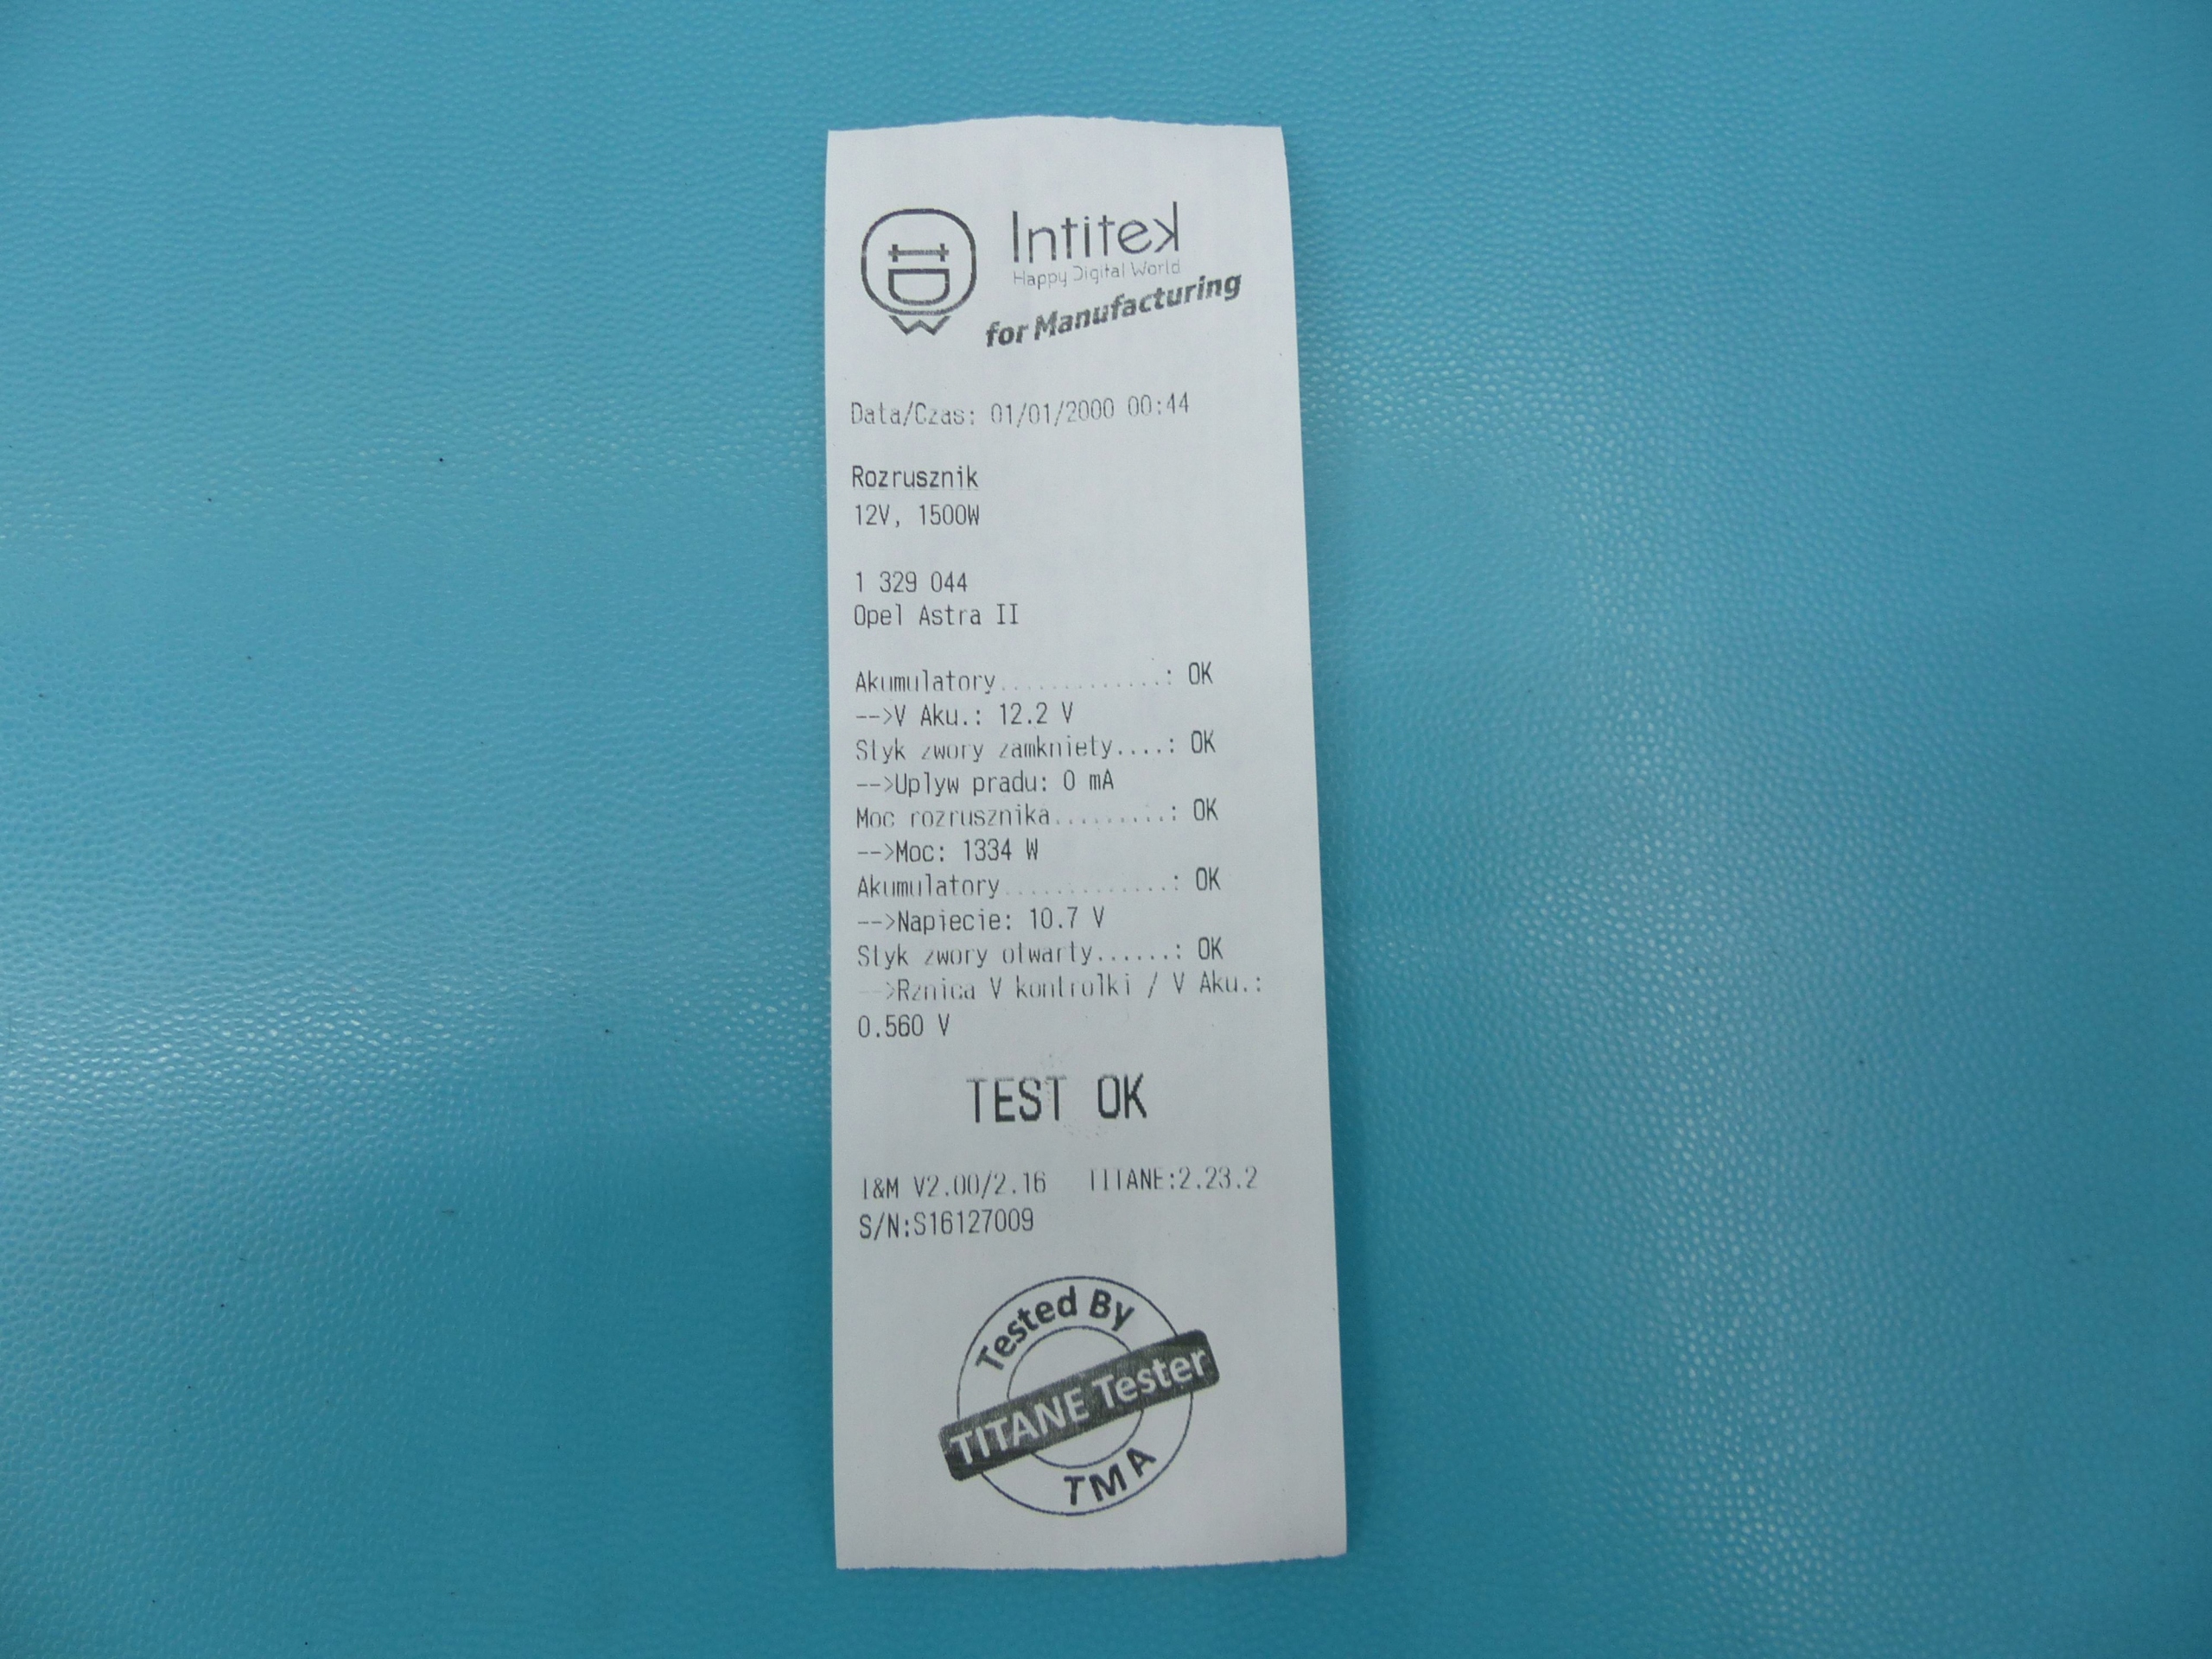 Intitek
Happy Digital World
for Manufacturing
Data/Czas: 01/01/2000 00:44
Rozrusznik
12V, 1500W
1 329 044
Opel Astra II
Akumulatory.............: OK
-->V Aku.: 12.2 V
Styk zwory zamkniety....: OK
-->Uplyw pradu: 0 mA
Moc rozrusznika.........: OK
-->Moc: 1334 W
Akumulatory.............: OK
-->Napiecie: 10.7 V
Styk zwory otwarty......: OK
-->Rznica V kontrolki / V Aku.:
0.560 V
TEST OK
I&M V2.00/2.16 TITANE:2.23.2
S/N:S16127009
Tested By
TITANE Tester
TMA